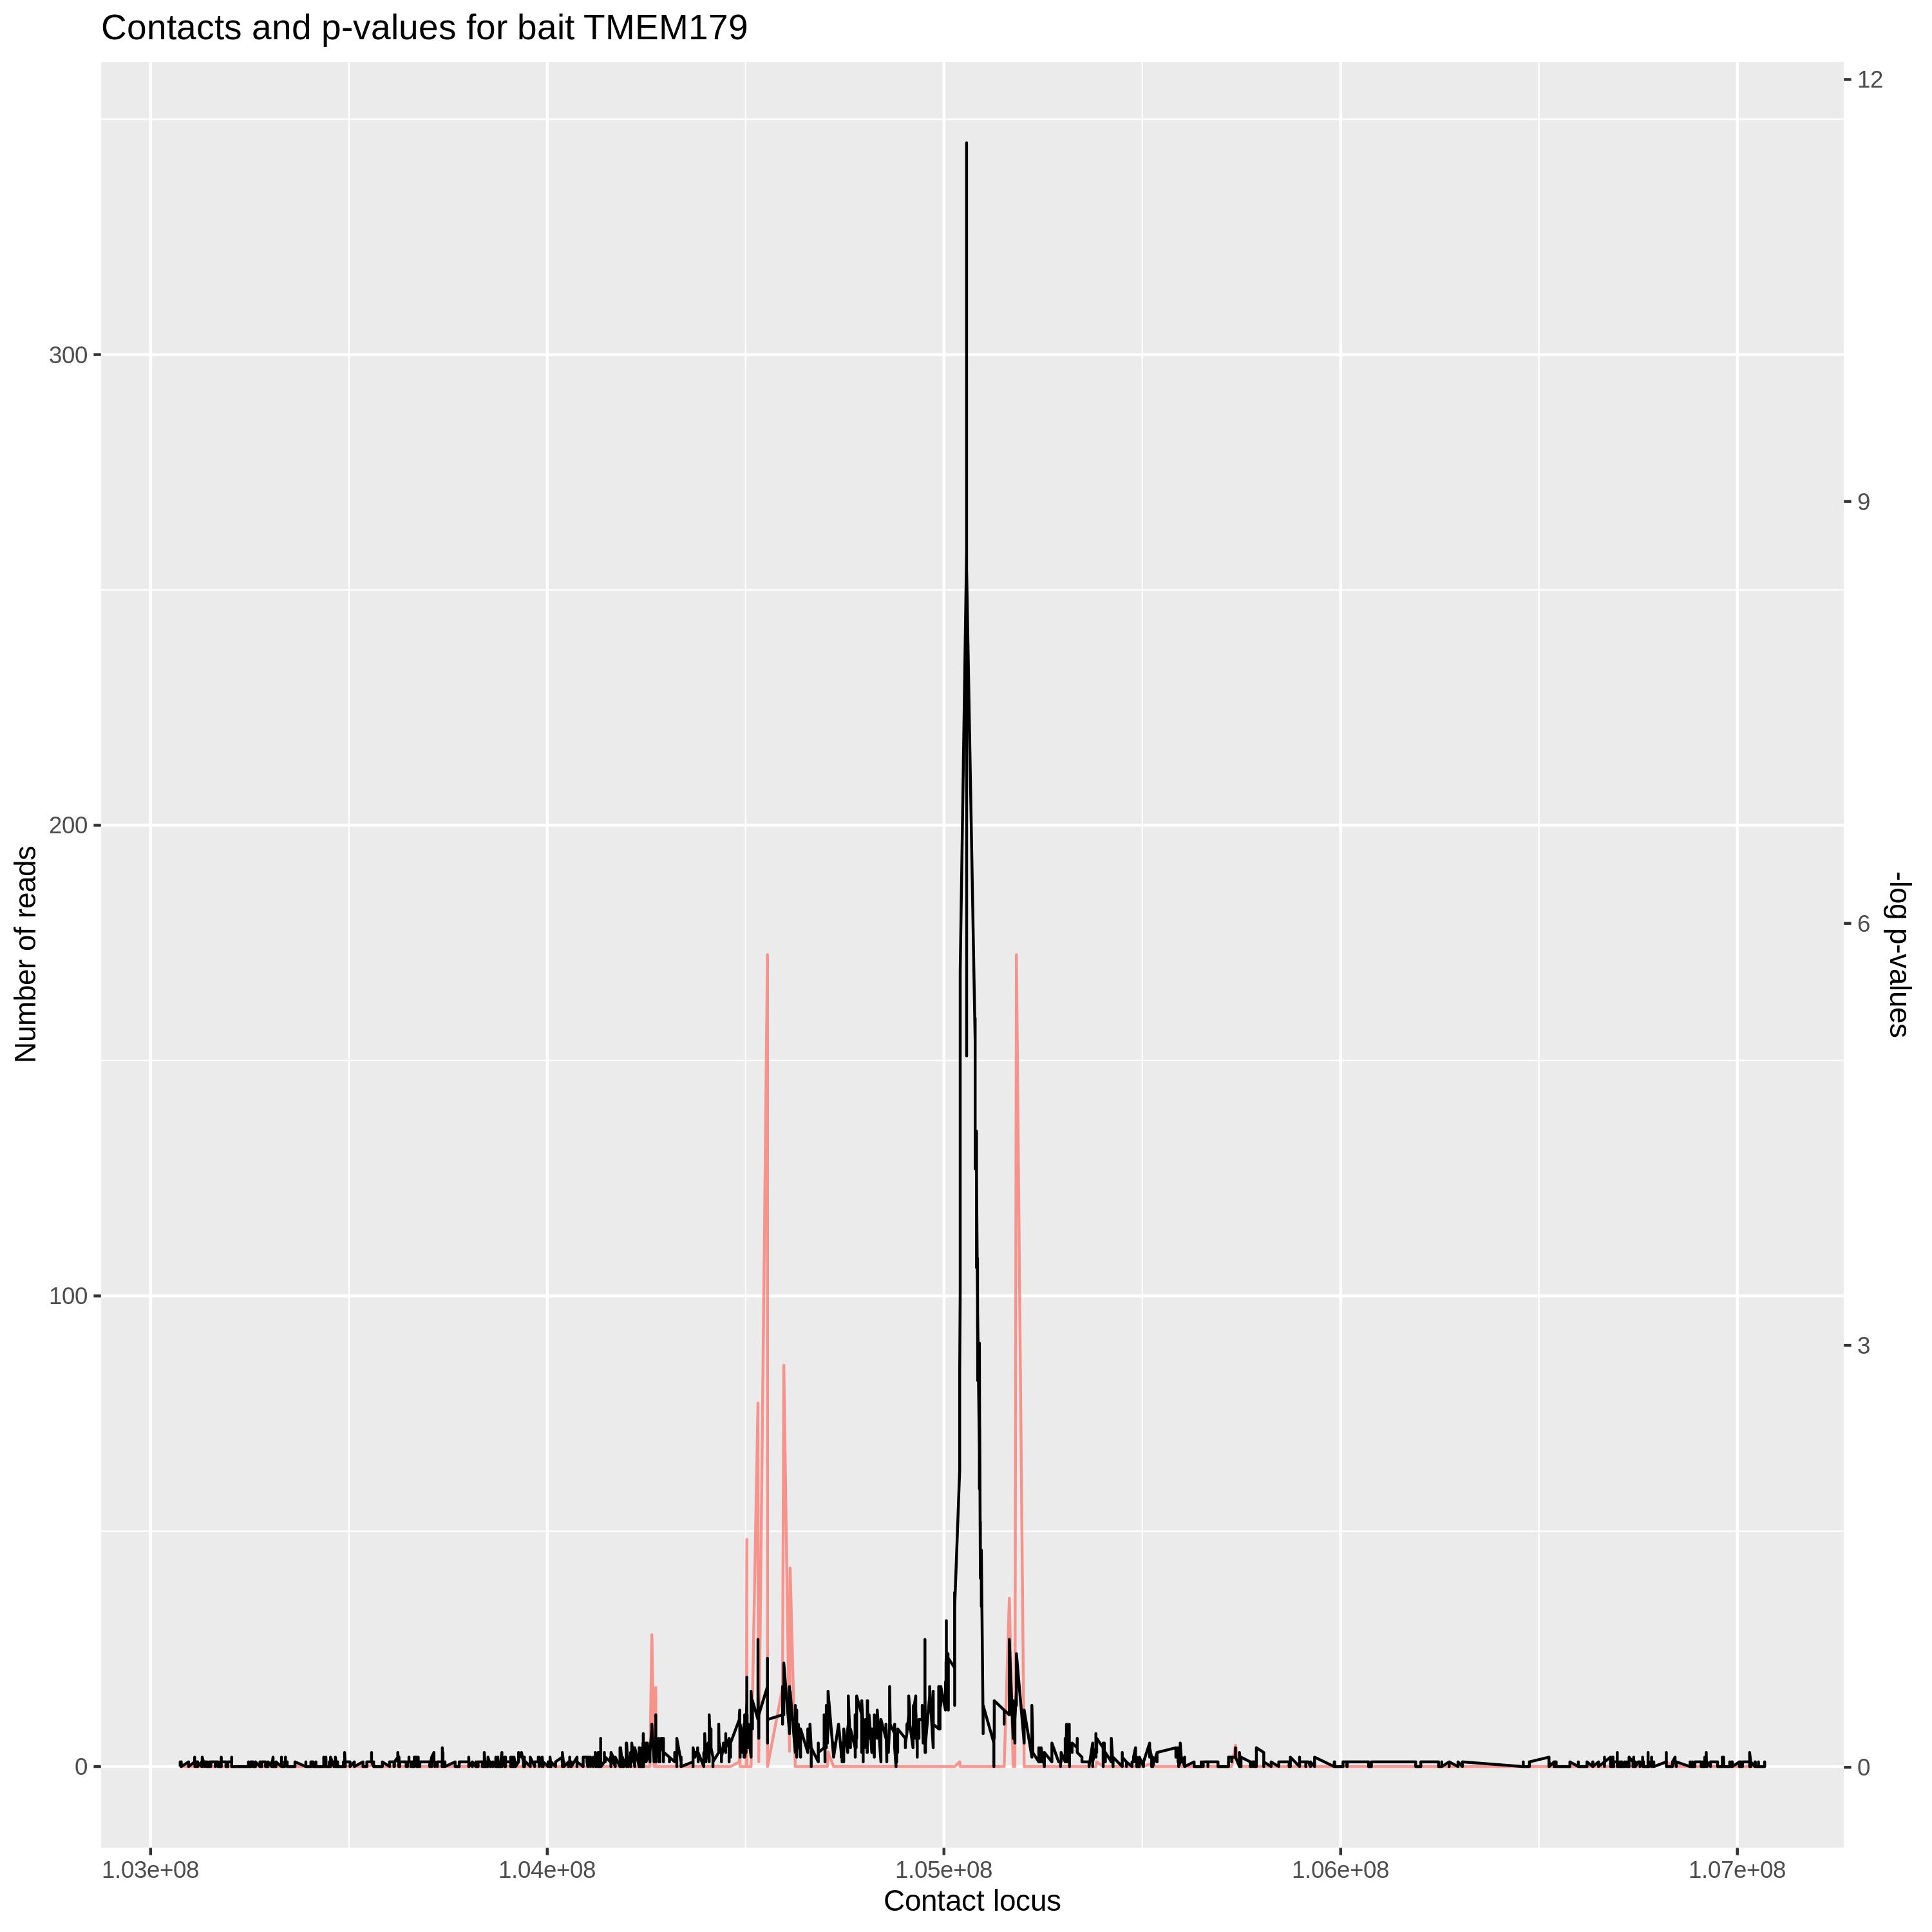 Contacts and p-values for bait TMEM179
Number of reads
300
200
100
0
12
9
6
3
0
-log p-values
1.03e+08 1.04e+08 1.05e+08 1.06e+08 1.07e+08
Contact locus